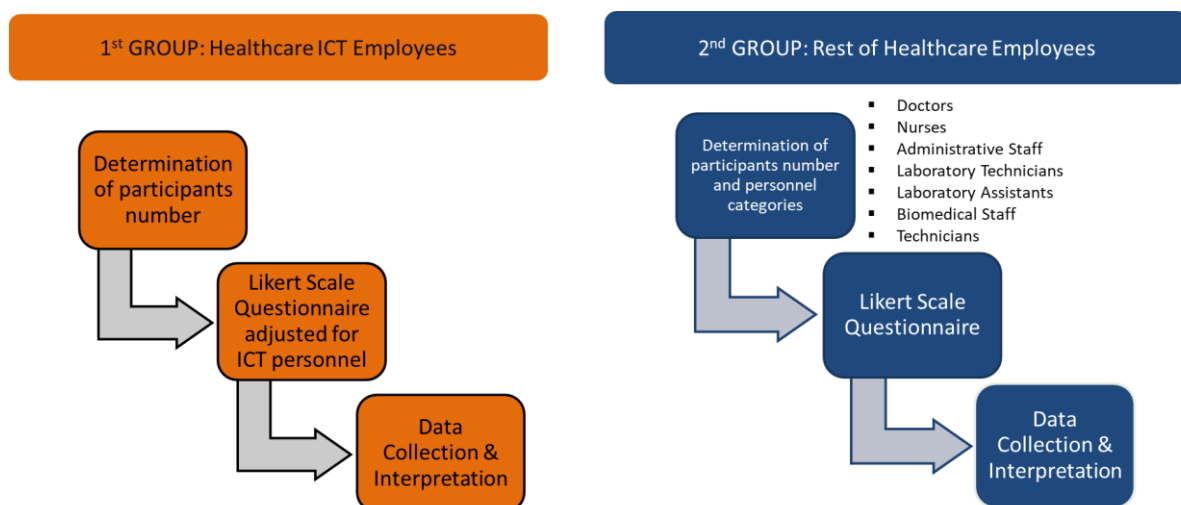 1st GROUP: Healthcare ICT Employees
Determination
of participants
number
Likert Scale
Questionnaire
adjusted for
ICT personnel
Data
Collection &
Interpretation
2nd GROUP: Rest of Healthcare Employees
Determination of
participants number
and personnel
categories
▪ Doctors
▪ Nurses
▪ Administrative Staff
▪ Laboratory Technicians
▪ Laboratory Assistants
▪ Biomedical Staff
▪ Technicians
Likert Scale
Questionnaire
Data
Collection &
Interpretation